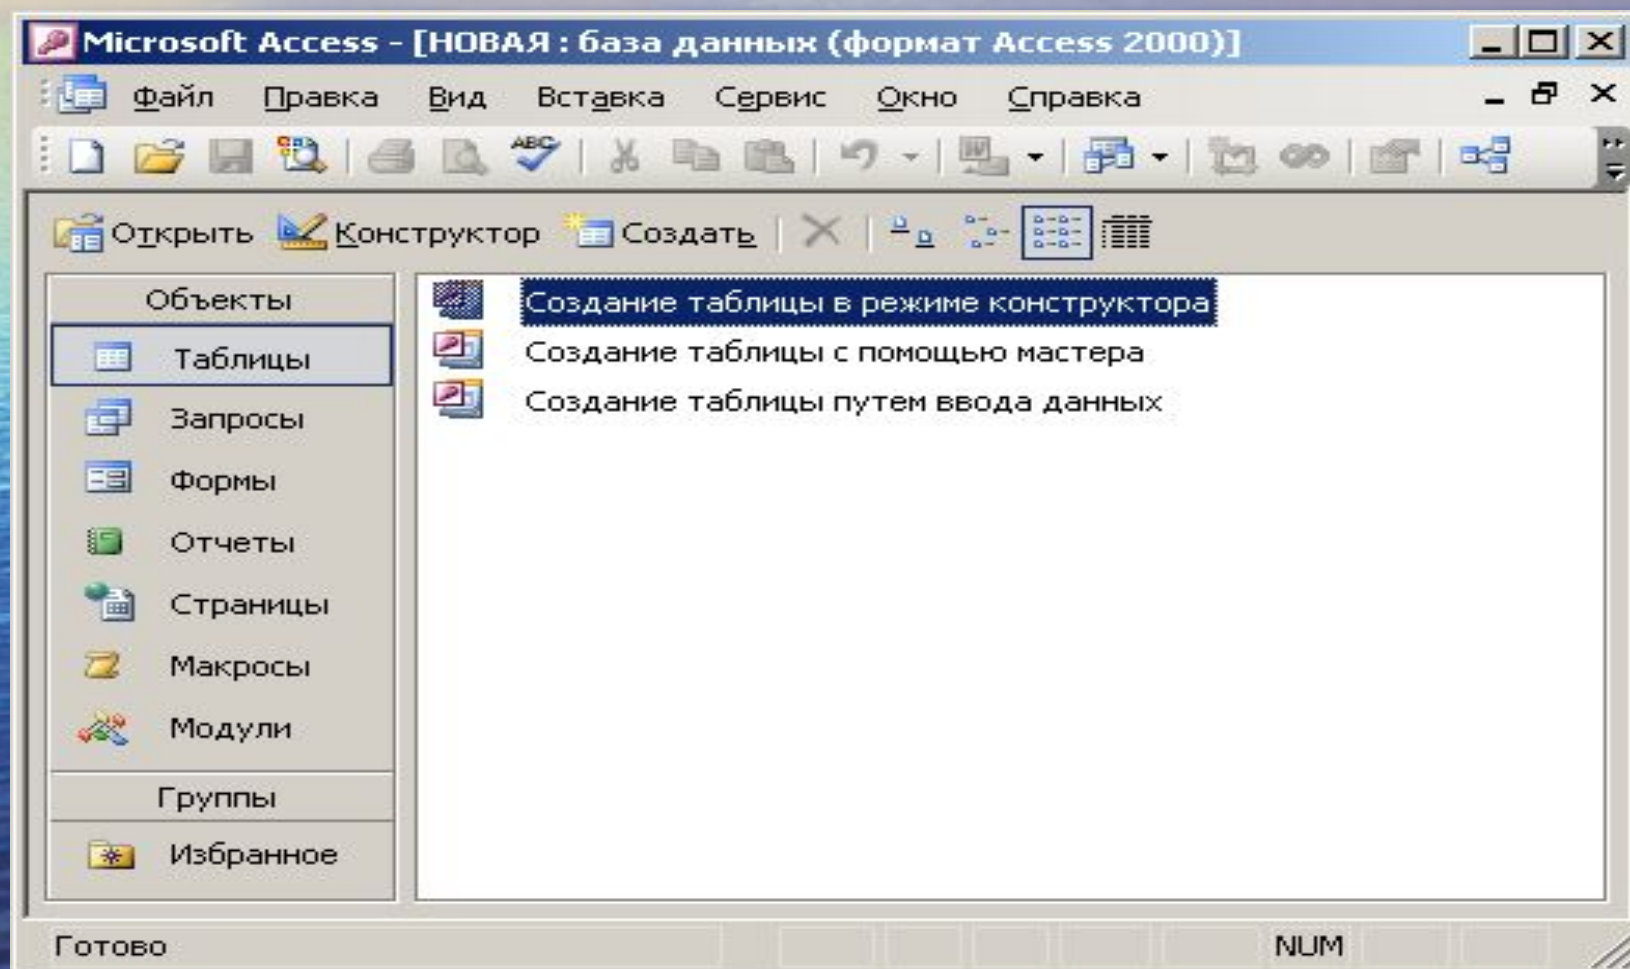 Microsoft Access - [НОВАЯ : база данных (формат Access 2000)]
Файл Правка Вид Вставка Сервис Окно Справка
ABC
Открыть Конструктор Создать
Объекты
Таблицы
Запросы
Формы
Отчеты
Страницы
Макросы
Модули
Группы
Избранное
Создание таблицы в режиме конструктора
Создание таблицы с помощью мастера
Создание таблицы путем ввода данных
Готово
NUM